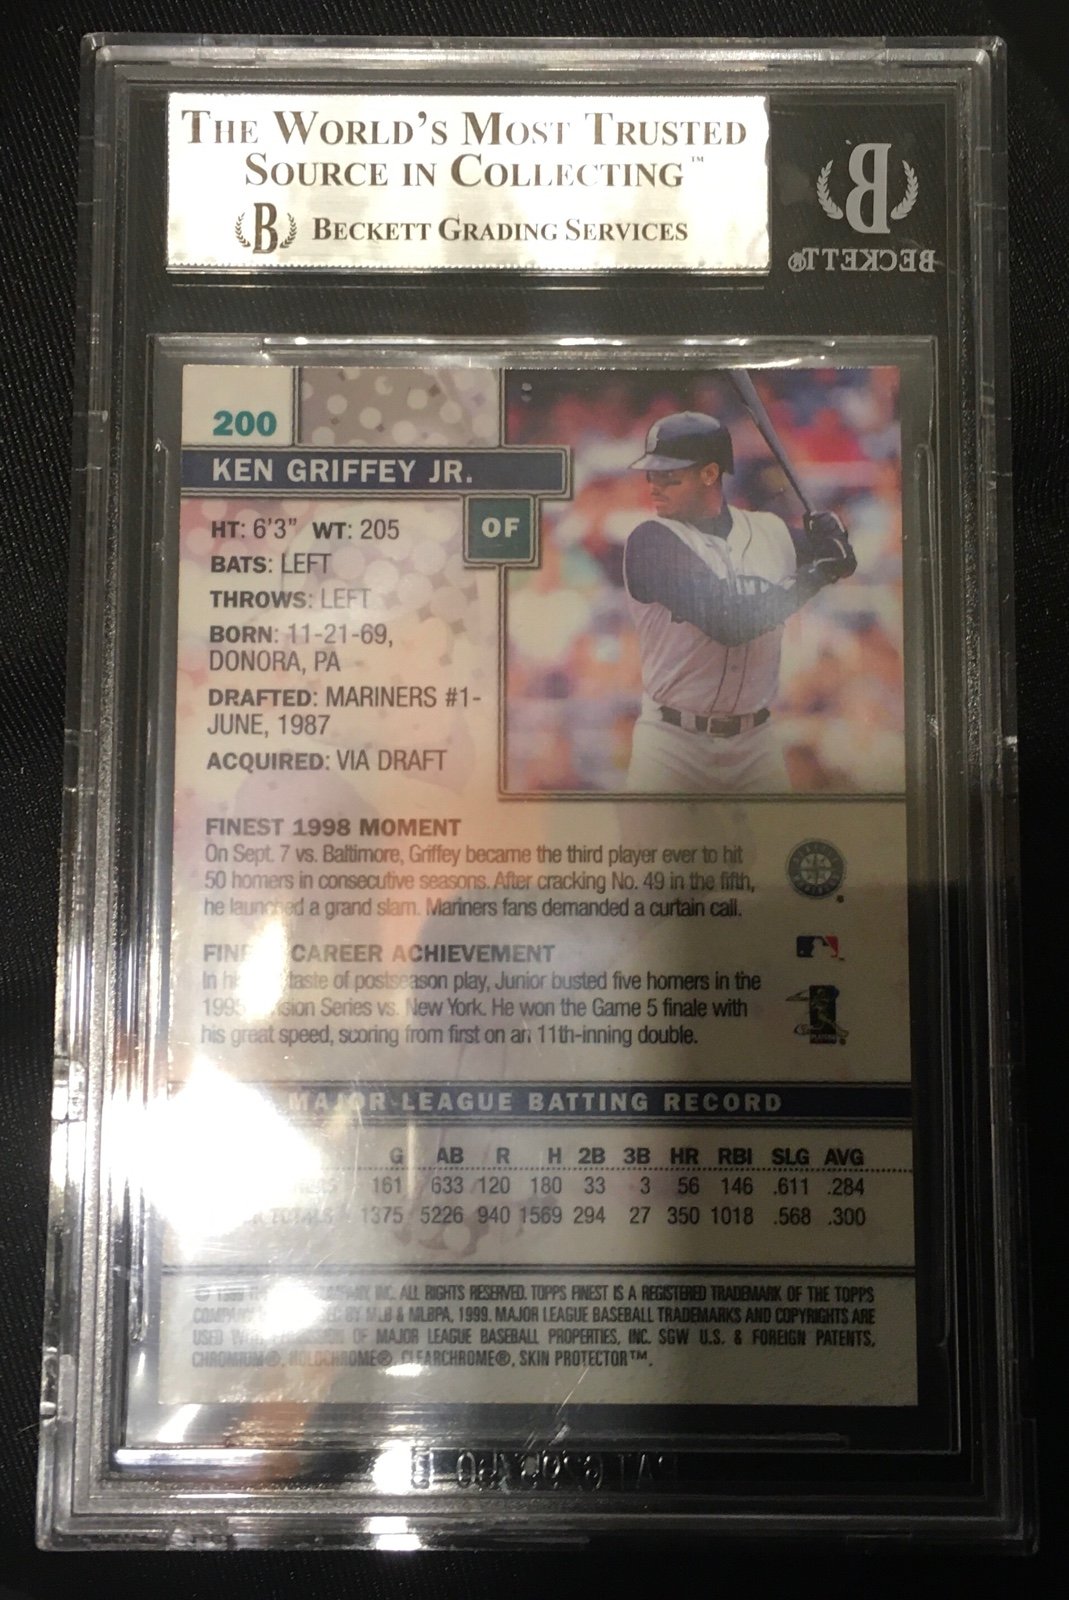 THE WORLD'S MOST TRUSTED
SOURCE IN COLLECTING™
B BECKETT GRADING SERVICES
B
BECKETT®
200
KEN GRIFFEY JR.
OF
HT: 6'3" WT: 205
BATS: LEFT
THROWS: LEFT
BORN: 11-21-69,
DONORA, PA
DRAFTED: MARINERS #1-
JUNE, 1987
ACQUIRED: VIA DRAFT
FINEST 1998 MOMENT
On Sept. 7 vs. Baltimore, Griffey became the third player ever to hit
50 homers in consecutive seasons. After cracking No. 49 in the fifth,
he launched a grand slam. Mariners fans demanded a curtain call.
CAREER ACHIEVEMENT
In taste of postseason play, Junior busted five homers in the
1995 Series vs. New York. He won the Game 5 finale with
his great speed, scoring from first on an 11th-inning double.
MAJOR LEAGUE BATTING RECORD
G AB R H 2B 3B HR RBI SLG AVG
161 633 120 180 33 3 56 146 .611 .284
1375 5226 940 1569 294 27 350 1018 .568 .300
© 1999 INC. ALL RIGHTS RESERVED. TOPPS FINEST IS A REGISTERED TRADEMARK OF THE TOPPS
COMPANY BY MLB & MLBPA, 1999. MAJOR LEAGUE BASEBALL TRADEMARKS AND COPYRIGHTS ARE
USED OF MAJOR LEAGUE BASEBALL PROPERTIES, INC. SGW U.S. & FOREIGN PATENTS,
CHROMIUM®, HOLOCHROME®, CLEARCHROME®, SKIN PROTECTOR™.